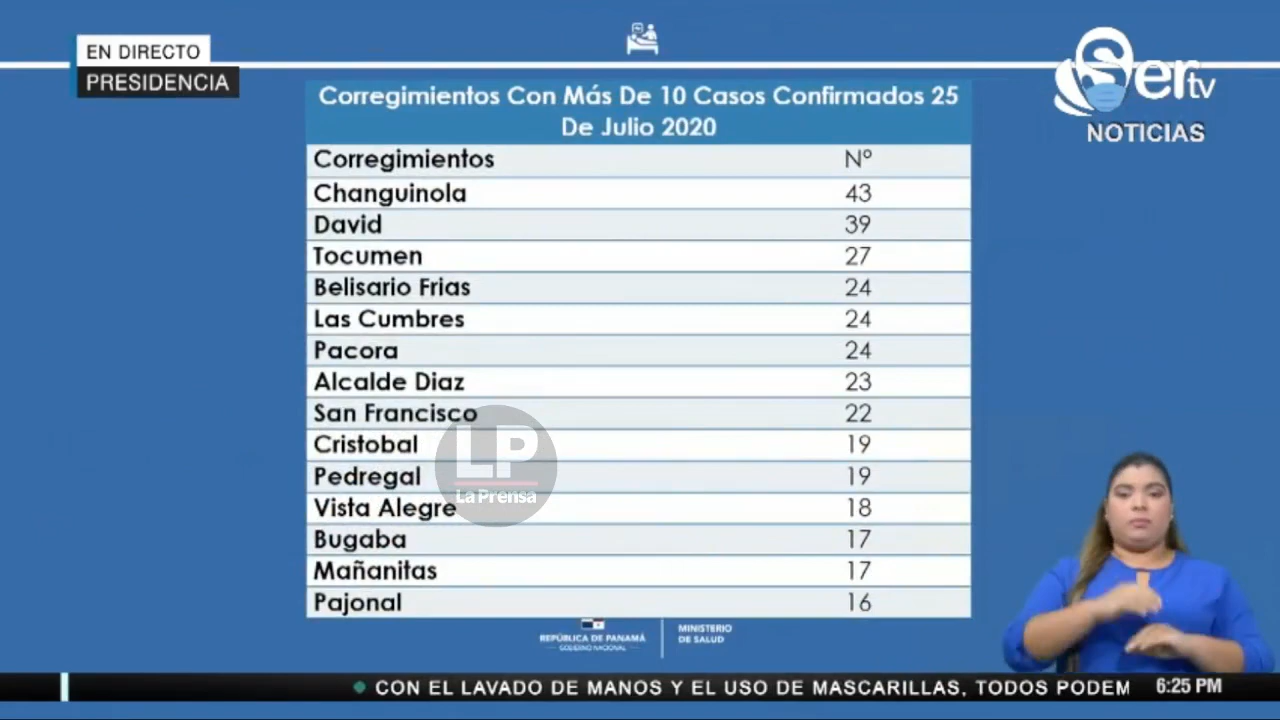 EN DIRECTO
PRESIDENCIA
Ser tv
NOTICIAS
Corregimientos Con Más De 10 Casos Confirmados 25
De Julio 2020
Corregimientos Nº
Changuinola 43
David 39
Tocumen 27
Belisario Frias 24
Las Cumbres 24
Pacora 24
Alcalde Diaz 23
San Francisco 22
Cristobal 19
Pedregal 19
Vista Alegre 18
Bugaba 17
Mañanitas 17
Pajonal 16
LP
La Prensa
REPÚBLICA DE PANAMÁ
GOBIERNO NACIONAL
MINISTERIO
DE SALUD
CON EL LAVADO DE MANOS Y EL USO DE MASCARILLAS, TODOS PODEM
6:25 PM